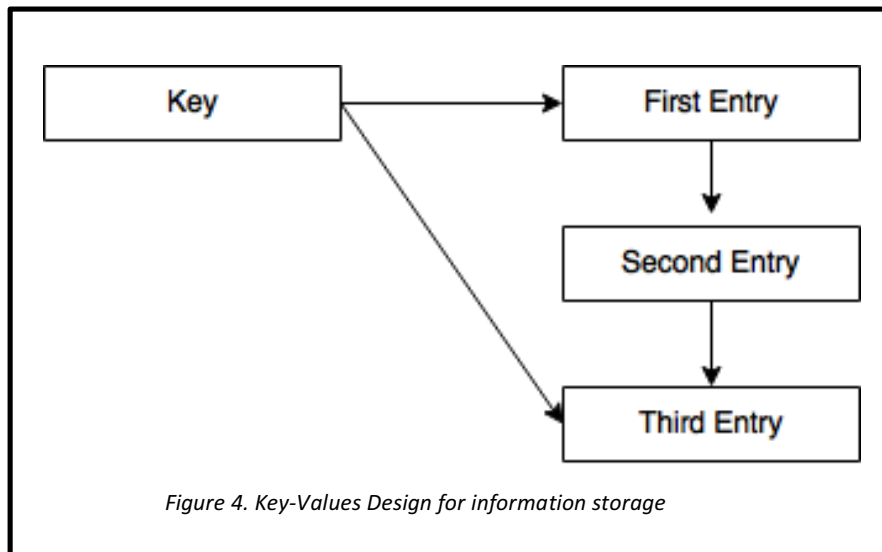 Key
First Entry
Second Entry
Third Entry
Figure 4. Key-Values Design for information storage